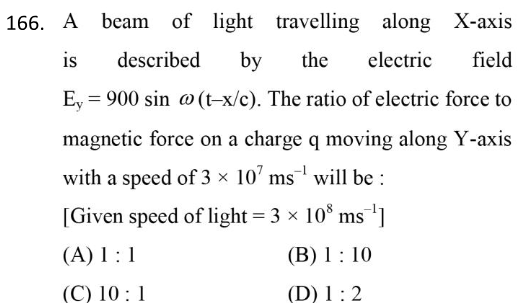 166. A beam of light travelling along X-axis
is described by the electric field
E_y = 900 sin ω (t–x/c). The ratio of electric force to
magnetic force on a charge q moving along Y-axis
with a speed of 3 × 10⁷ ms⁻¹ will be :
[Given speed of light = 3 × 10⁸ ms⁻¹]
(A) 1 : 1 (B) 1 : 10
(C) 10 : 1 (D) 1 : 2